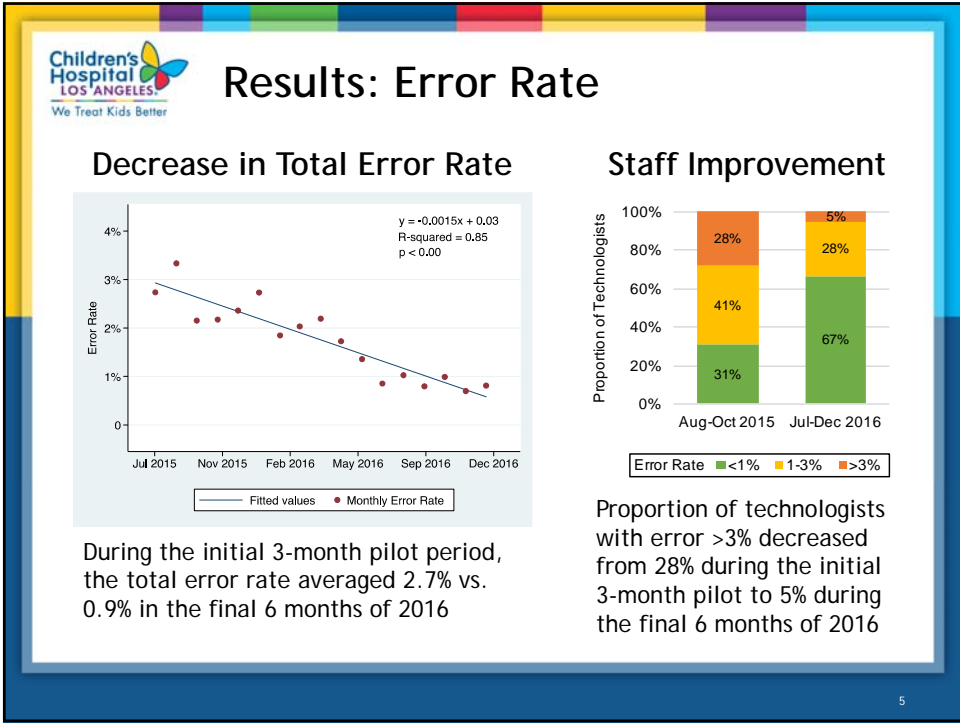 Children's
Hospital
LOS ANGELES.
We Treat Kids Better
Results: Error Rate
Decrease in Total Error Rate
y = -0.0015x + 0.03
R-squared = 0.85
p < 0.00
4%
3%
2%
1%
0
Error Rate
Jul 2015 Nov 2015 Feb 2016 May 2016 Sep 2016 Dec 2016
Fitted values Monthly Error Rate
During the initial 3-month pilot period,
the total error rate averaged 2.7% vs.
0.9% in the final 6 months of 2016
Staff Improvement
Proportion of Technologists
100%
80%
60%
40%
20%
0%
28%
41%
31%
5%
28%
67%
Aug-Oct 2015 Jul-Dec 2016
Error Rate <1% 1-3% >3%
Proportion of technologists
with error >3% decreased
from 28% during the initial
3-month pilot to 5% during
the final 6 months of 2016
5